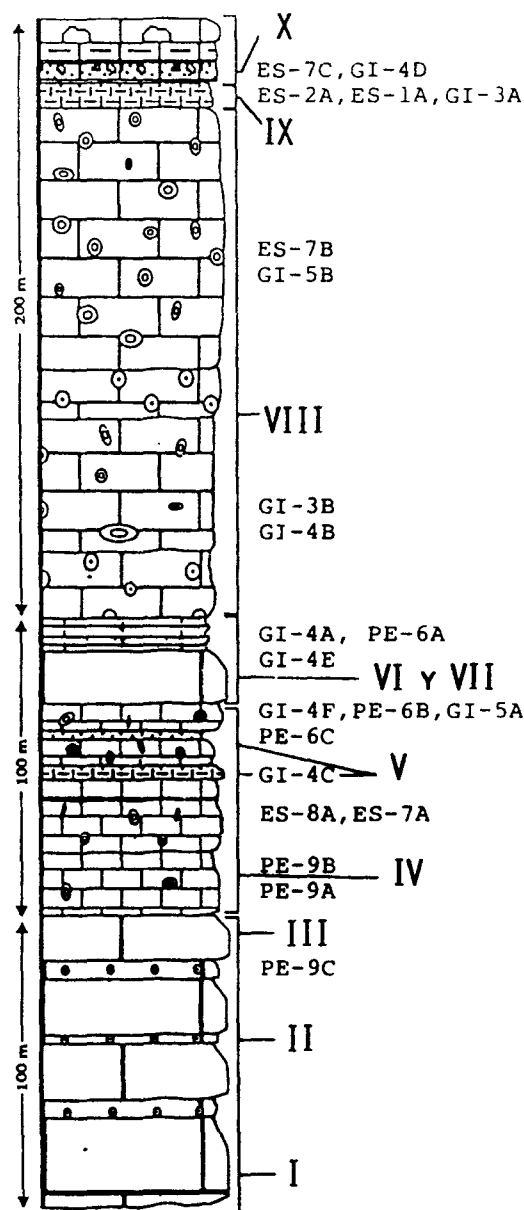 X
ES-7C, GI-4D
ES-2A, ES-1A, GI-3A
IX
ES-7B
GI-5B
200 m
VIII
GI-3B
GI-4B
GI-4A, PE-6A
GI-4E
VI Y VII
GI-4F, PE-6B, GI-5A
PE-6C
V
GI-4C
100 m
ES-8A, ES-7A
PE-9B
IV
PE-9A
III
PE-9C
II
100 m
I